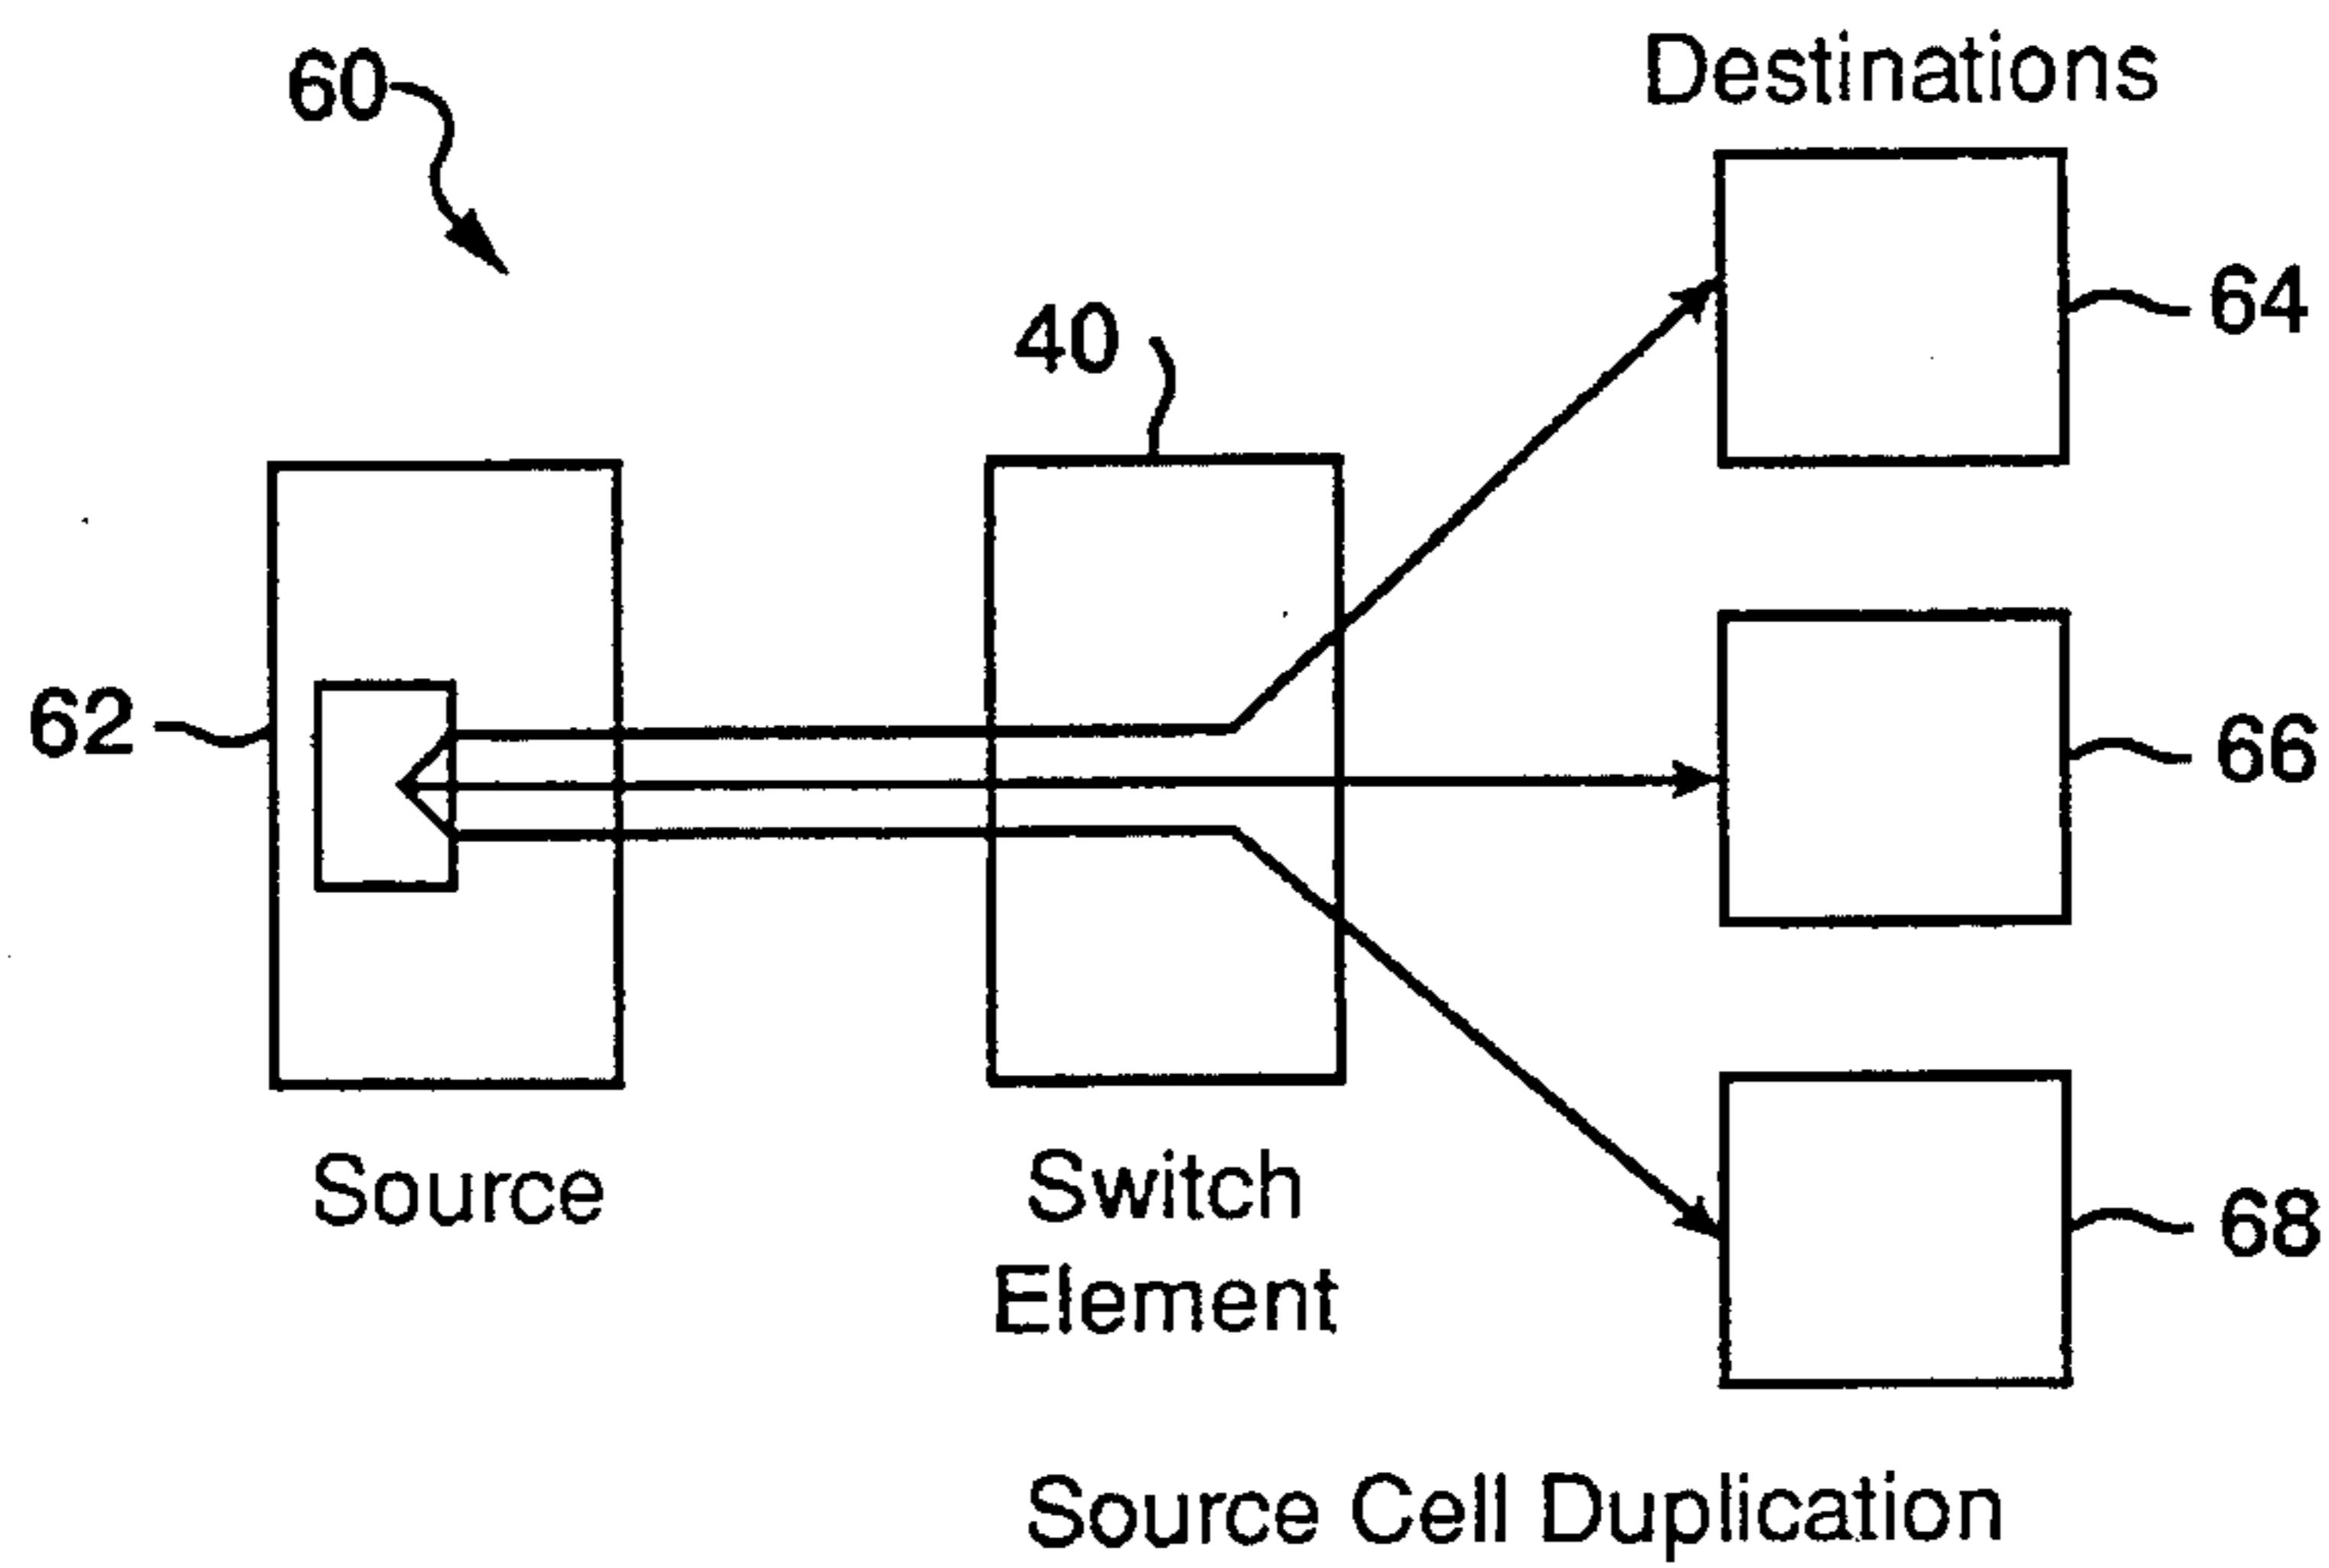 60
Destinations
64
40
62
66
Source
Switch
Element
68
Source Cell Duplication